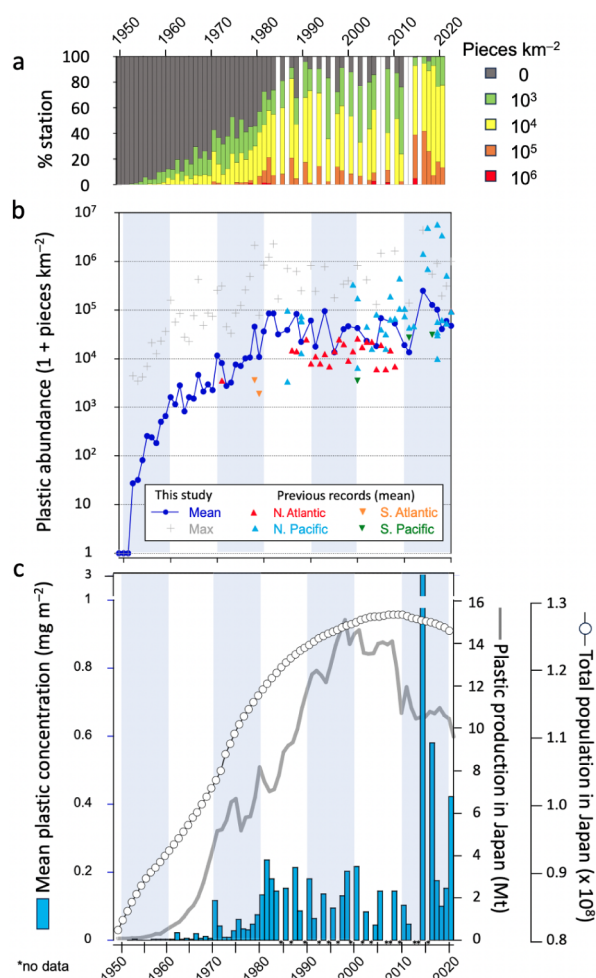 1950 1960 1970 1980 1990 2000 2010 2020
Pieces km⁻²
a
100
80
60
40
20
0
% station
0
10³
10⁴
10⁵
10⁶
b
10⁷
10⁶
10⁵
10⁴
10³
10²
10
1
Plastic abundance (1 + pieces km⁻²)
This study
Previous records (mean)
Mean
N. Atlantic
S. Atlantic
Max
N. Pacific
S. Pacific
c
3
1
0.8
0.6
0.4
0.2
0
Mean plastic concentration (mg m⁻²)
16
14
12
10
8
6
4
2
0
Plastic production in Japan (Mt)
1.3
1.2
1.1
1.0
0.9
0.8
Total population in Japan (x 10⁸)
1950 1960 1970 1980 1990 2000 2010 2020
*no data